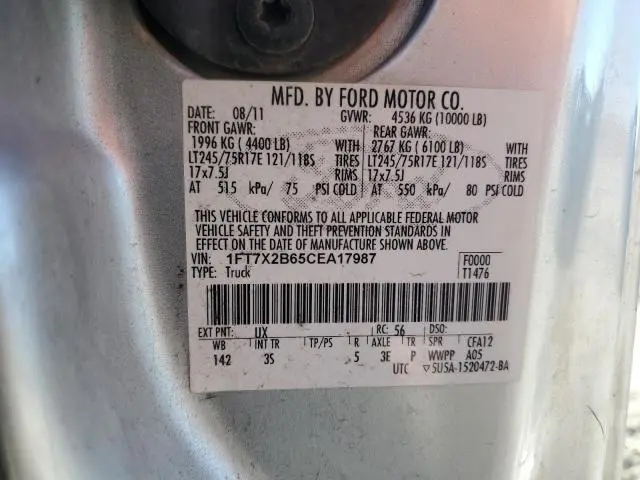 MFD. BY FORD MOTOR CO.
DATE: 08/11 GVWR: 4536 KG (10000 LB)
FRONT GAWR: REAR GAWR:
1996 KG ( 4400 LB) WITH 2767 KG ( 6100 LB) WITH
LT245/75R17E 121/118S TIRES LT245/75R17E 121/118S TIRES
17x7.5J RIMS 17x7.5J RIMS
AT 515 kPa/ 75 PSI COLD AT 550 kPa/ 80 PSI COLD
THIS VEHICLE CONFORMS TO ALL APPLICABLE FEDERAL MOTOR
VEHICLE SAFETY AND THEFT PREVENTION STANDARDS IN
EFFECT ON THE DATE OF MANUFACTURE SHOWN ABOVE.
VIN: 1FT7X2B65CEA17987 F0000
TYPE: Truck T1476
EXT PNT: UX RC: 56 DSO:
WB INT TR TP/PS R AXLE TR SPR CFA12
142 3S 5 3E P WWPP A05
UTC ▽5U5A-1520472-BA